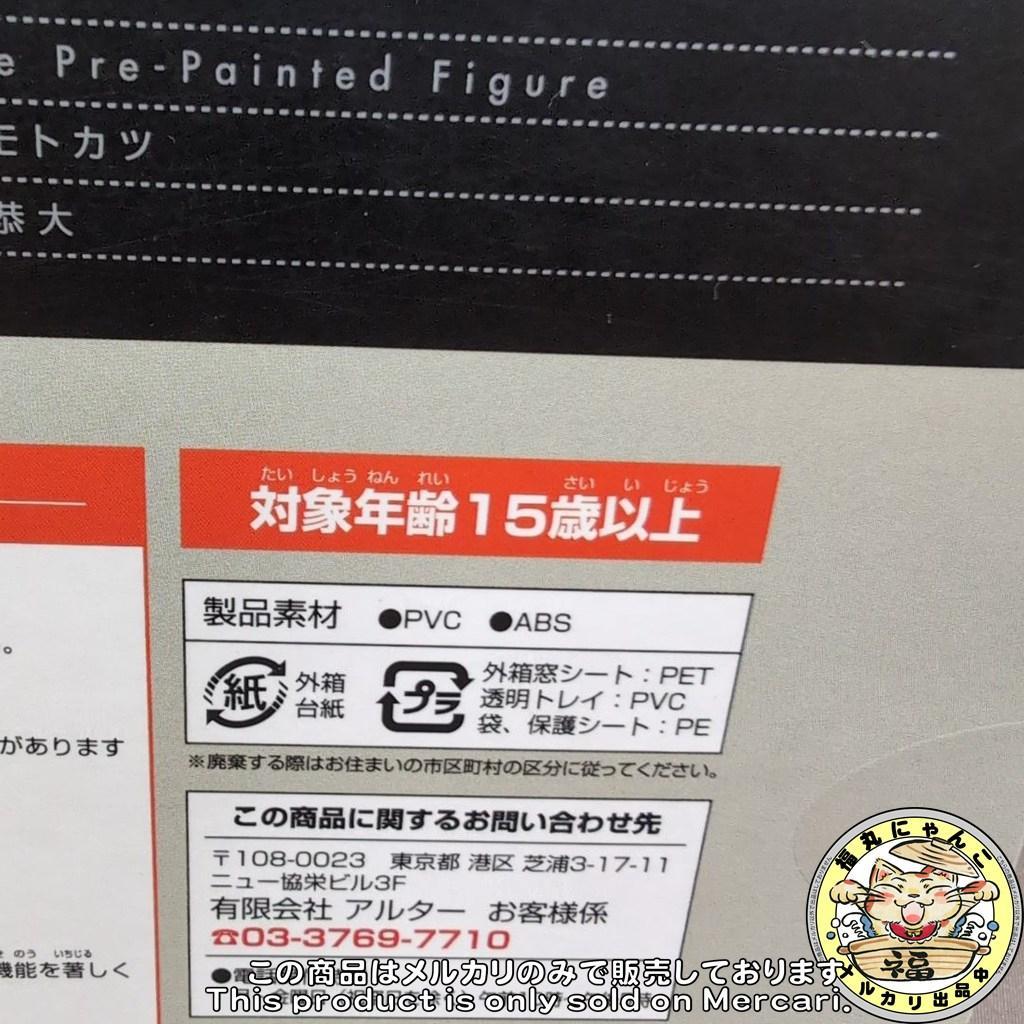 e Pre-Painted Figure
モトカツ
恭大
たいしょうねんれい さいいじょう
対象年齢15歳以上
製品素材 ●PVC ●ABS
紙 外箱
台紙
プラ 外箱窓シート：PET
透明トレイ：PVC
袋、保護シート：PE
※廃棄する際はお住まいの市区町村の区分に従ってください。
。
があります
のう いちじる
機能を著しく
この商品に関するお問い合わせ先
〒108-0023 東京都 港区 芝浦3-17-11
ニュー協栄ビル3F
有限会社 アルター お客様係
☎03-3769-7710
この商品はメルカリのみで販売しております。
This product is only sold on Mercari.
福丸にゃんこ
福
メルカリ出品中